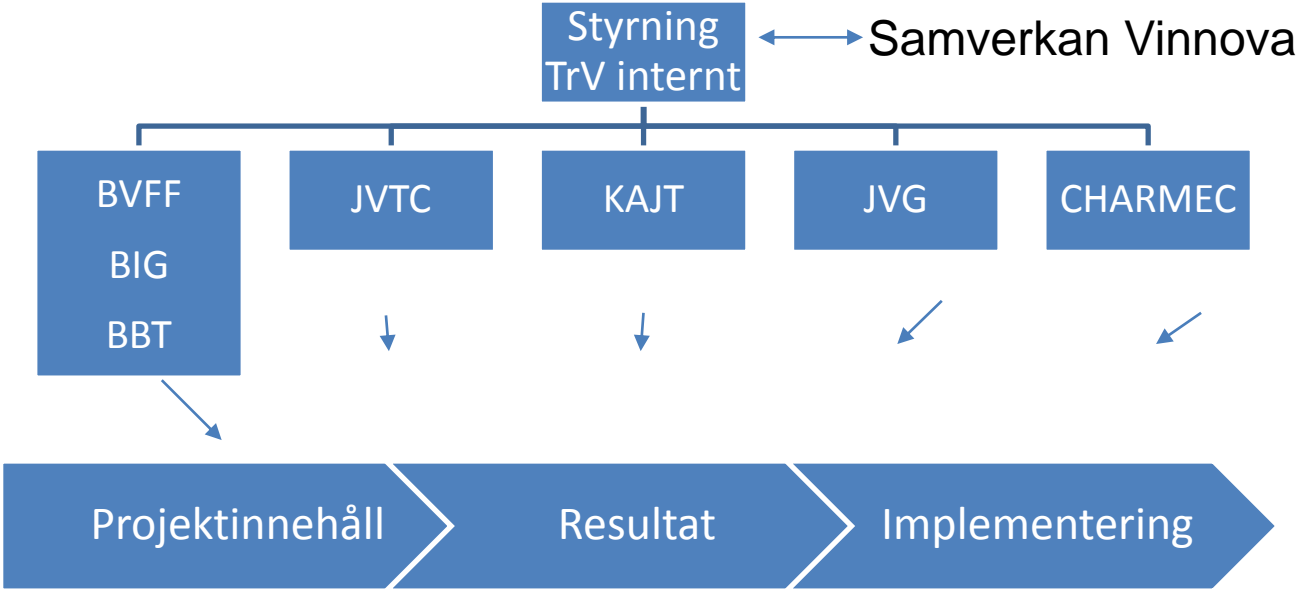 Styrning
TrV internt
Samverkan Vinnova
BVFF
BIG
BBT
JVTC
KAJT
JVG
CHARMEC
Projektinnehåll
Resultat
Implementering